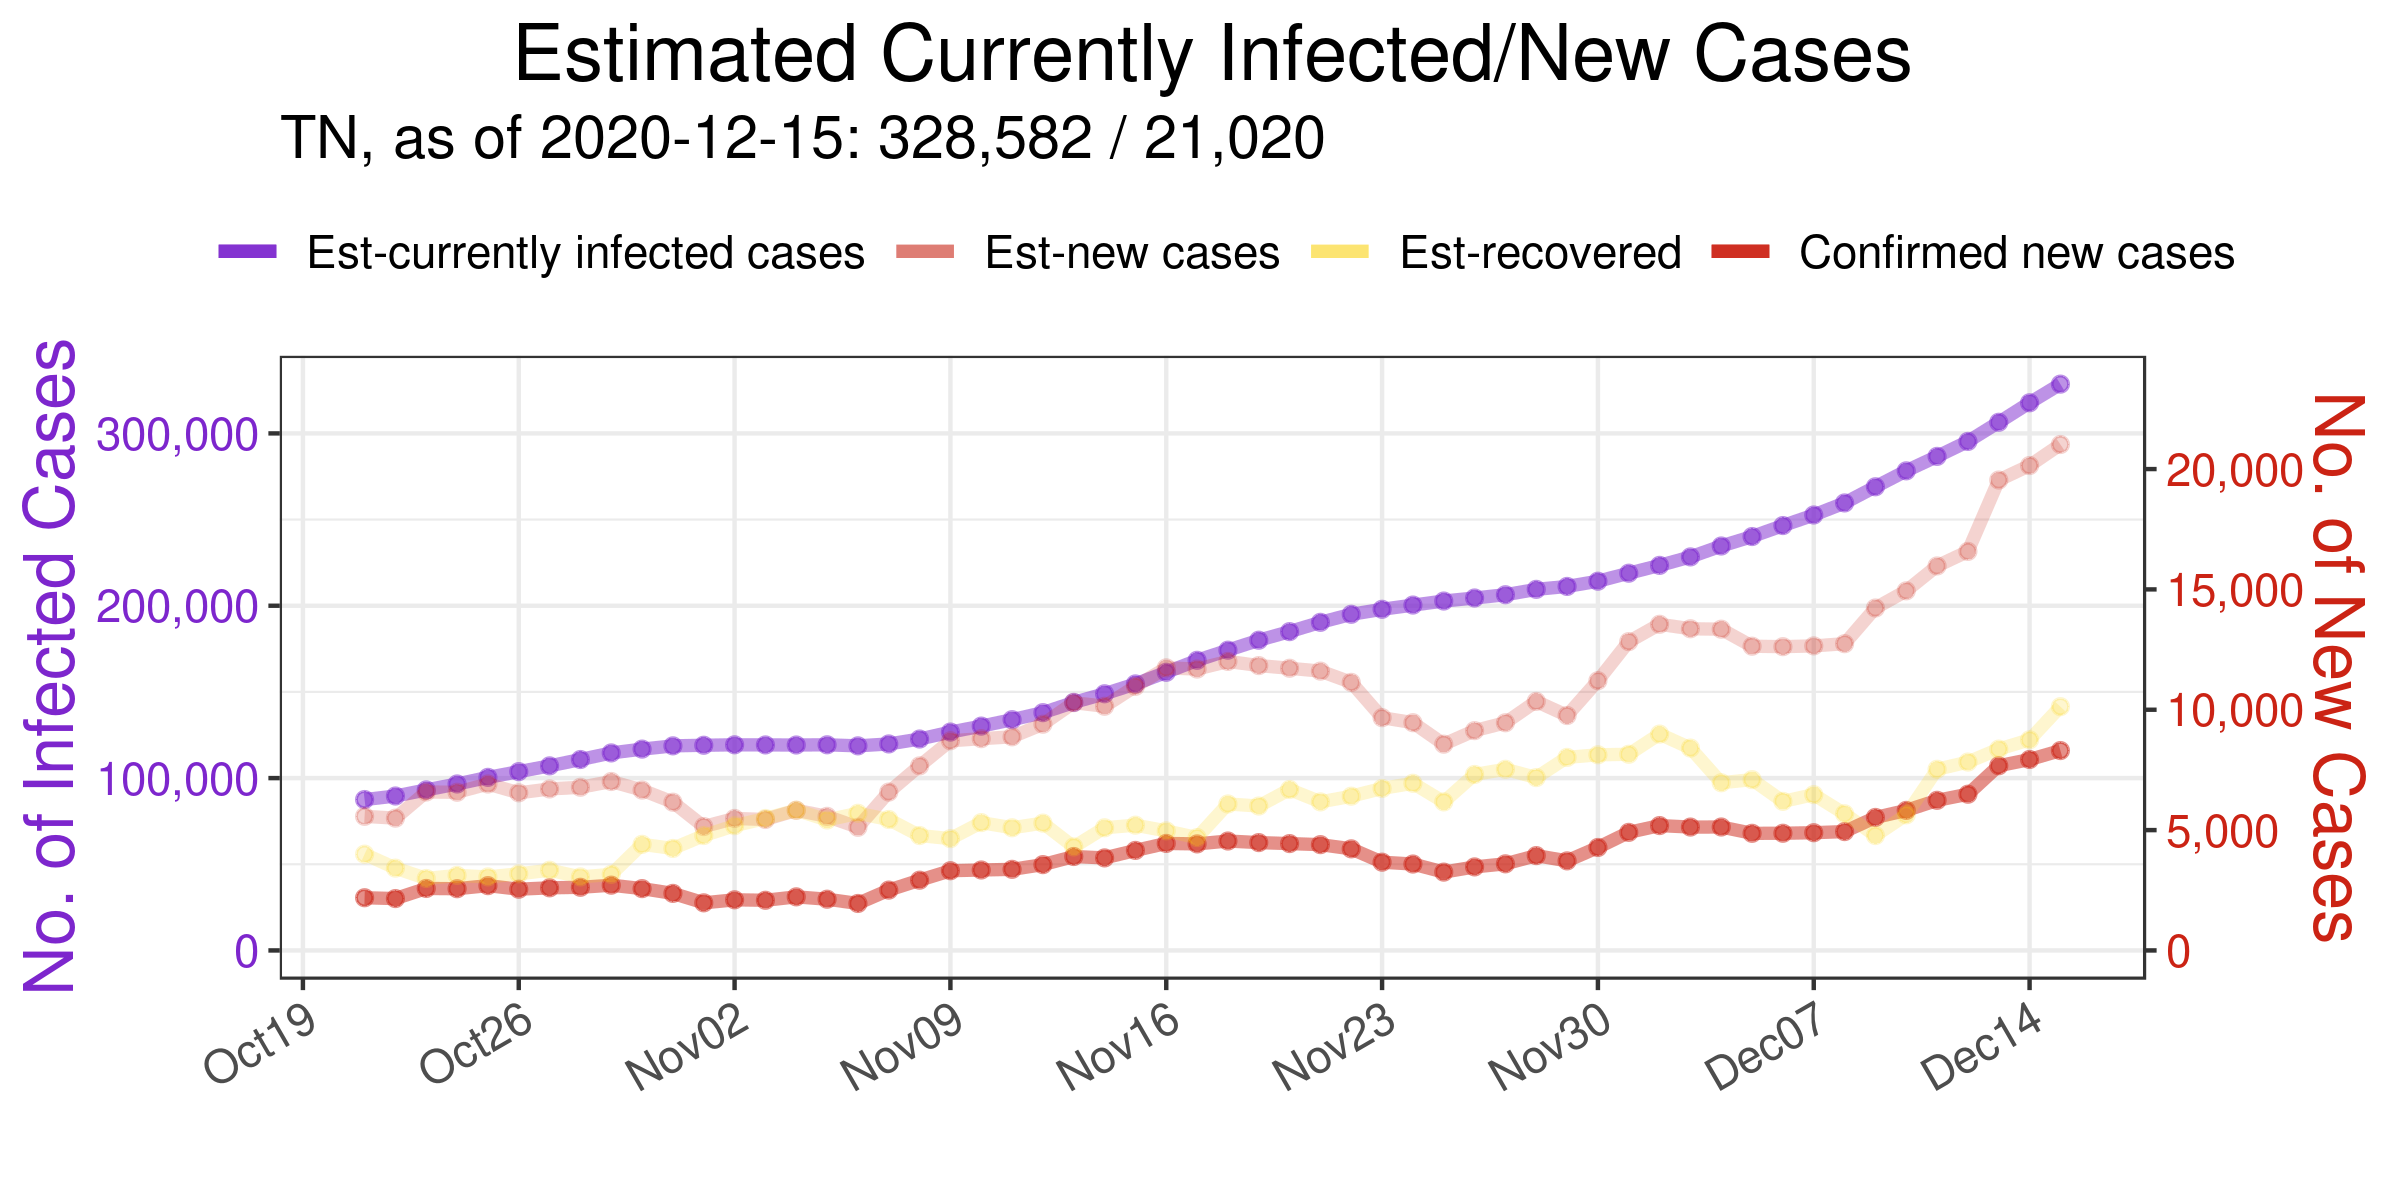 Estimated Currently Infected/New Cases
TN, as of 2020-12-15: 328,582 / 21,020
Est-currently infected cases Est-new cases Est-recovered Confirmed new cases
No. of Infected Cases
300,000
200,000
100,000
0
20,000
15,000
10,000
5,000
0
No. of New Cases
Oct19 Oct26 Nov02 Nov09 Nov16 Nov23 Nov30 Dec07 Dec14